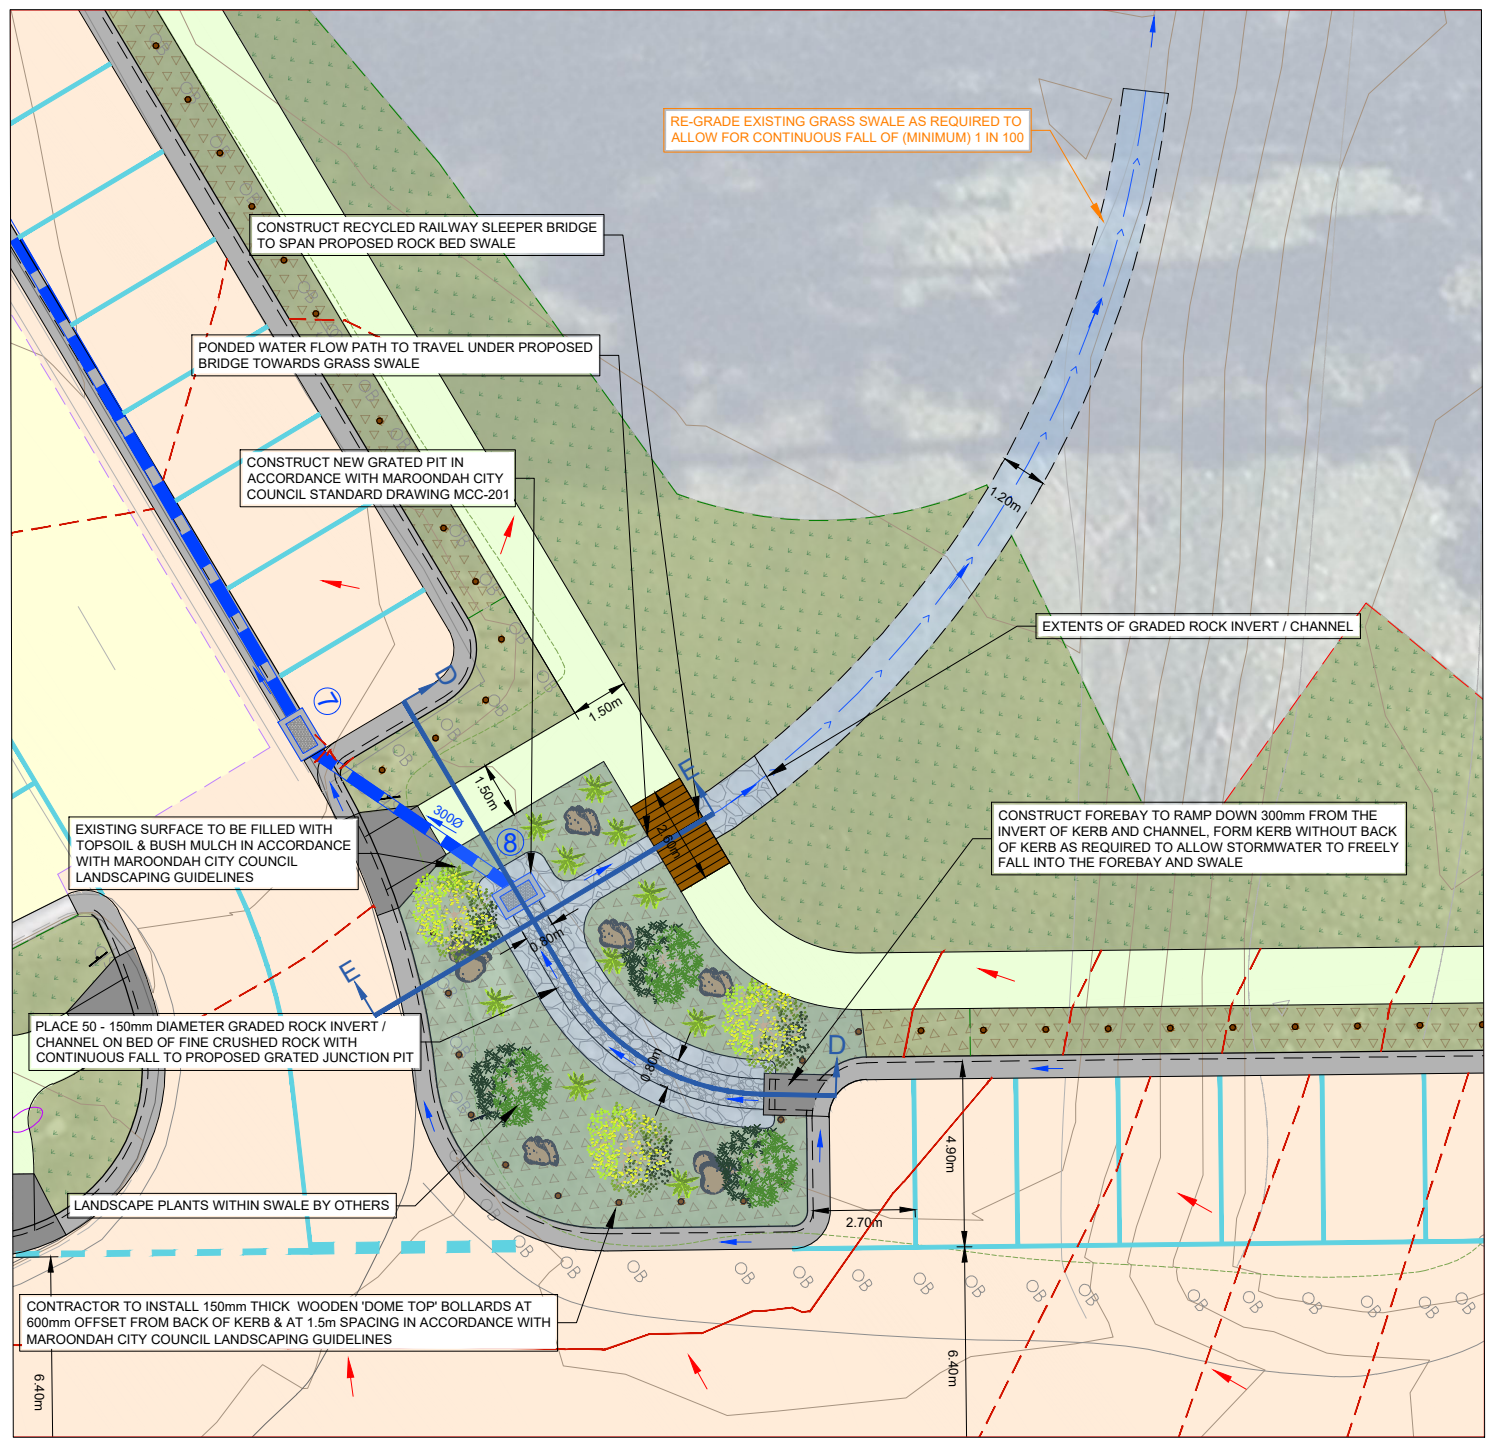 RE-GRADE EXISTING GRASS SWALE AS REQUIRED TO
ALLOW FOR CONTINUOUS FALL OF (MINIMUM) 1 IN 100
CONSTRUCT RECYCLED RAILWAY SLEEPER BRIDGE
TO SPAN PROPOSED ROCK BED SWALE
PONDED WATER FLOW PATH TO TRAVEL UNDER PROPOSED
BRIDGE TOWARDS GRASS SWALE
CONSTRUCT NEW GRATED PIT IN
ACCORDANCE WITH MAROONDAH CITY
COUNCIL STANDARD DRAWING MCC-201
1.20m
EXTENTS OF GRADED ROCK INVERT / CHANNEL
D
7
1.50m
E
1.50m
300Ø
8
2.60m
CONSTRUCT FOREBAY TO RAMP DOWN 300mm FROM THE
INVERT OF KERB AND CHANNEL, FORM KERB WITHOUT BACK
OF KERB AS REQUIRED TO ALLOW STORMWATER TO FREELY
FALL INTO THE FOREBAY AND SWALE
EXISTING SURFACE TO BE FILLED WITH
TOPSOIL & BUSH MULCH IN ACCORDANCE
WITH MAROONDAH CITY COUNCIL
LANDSCAPING GUIDELINES
0.80m
E
PLACE 50 - 150mm DIAMETER GRADED ROCK INVERT /
CHANNEL ON BED OF FINE CRUSHED ROCK WITH
CONTINUOUS FALL TO PROPOSED GRATED JUNCTION PIT
D
0.80m
4.90m
LANDSCAPE PLANTS WITHIN SWALE BY OTHERS
2.70m
CONTRACTOR TO INSTALL 150mm THICK WOODEN 'DOME TOP' BOLLARDS AT
600mm OFFSET FROM BACK OF KERB & AT 1.5m SPACING IN ACCORDANCE WITH
MAROONDAH CITY COUNCIL LANDSCAPING GUIDELINES
6.40m
6.40m